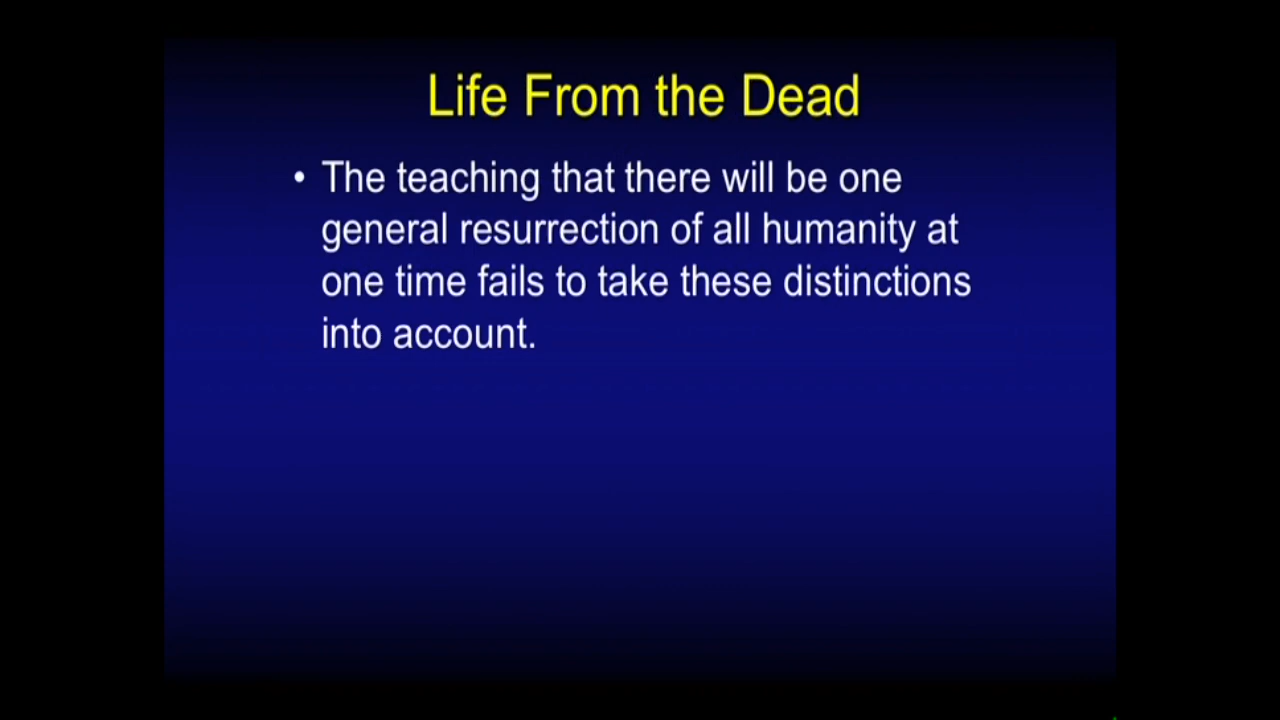 Life From the Dead
• The teaching that there will be one
general resurrection of all humanity at
one time fails to take these distinctions
into account.